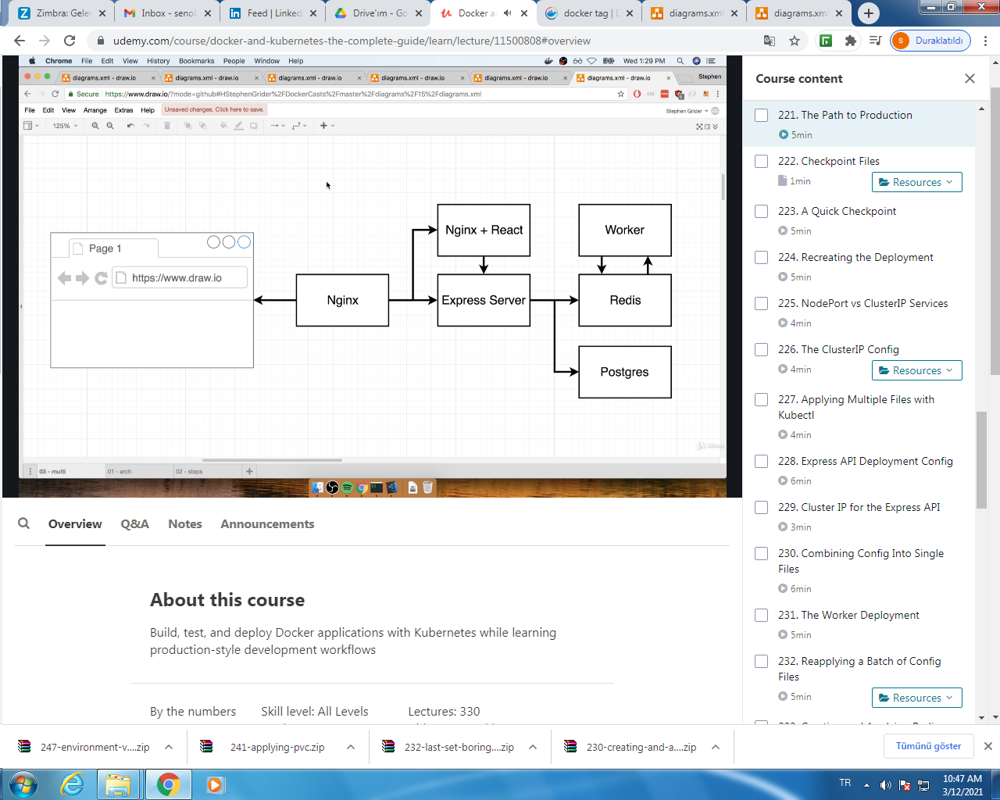 Zimbra: Geler
Inbox - seno
Feed | Linked
Drive'ım - Go
Docker a
docker tag | D
diagrams.xm
diagrams.xm
udemy.com/course/docker-and-kubernetes-the-complete-guide/learn/lecture/11500808#overview
S
Duraklatıldı
Chrome File Edit View History Bookmarks People Window Help
Wed 1:29 PM
diagrams.xml - draw.io
diagrams.xml - draw.io
diagrams.xml - draw.io
diagrams.xml - draw.io
diagrams.xml - draw.io
diagrams.xml - draw.io
Stephen
Secure
https://www.draw.io/?mode=github#HStephenGrider%2FDockerCasts%2Fmaster%2Fdiagrams%2F15%2Fdiagrams.xml
File Edit View Arrange Extras Help
Unsaved changes. Click here to save.
Stephen Grider
125%
Page 1
https://www.draw.io
Nginx
Nginx + React
Express Server
Worker
Redis
Postgres
03 - multi
01 - arch
02 - steps
Udemy
Overview
Q&A
Notes
Announcements
About this course
Build, test, and deploy Docker applications with Kubernetes while learning
production-style development workflows
By the numbers
Skill level: All Levels
Lectures: 330
Course content
221. The Path to Production
5min
222. Checkpoint Files
1min
Resources
223. A Quick Checkpoint
5min
224. Recreating the Deployment
5min
225. NodePort vs ClusterIP Services
4min
226. The ClusterIP Config
4min
Resources
227. Applying Multiple Files with
Kubectl
4min
228. Express API Deployment Config
6min
229. Cluster IP for the Express API
3min
230. Combining Config Into Single
Files
6min
231. The Worker Deployment
5min
232. Reapplying a Batch of Config
Files
5min
Resources
247-environment-v....zip
241-applying-pvc.zip
232-last-set-boring....zip
230-creating-and-a....zip
Tümünü göster
TR
10:47 AM
3/12/2021